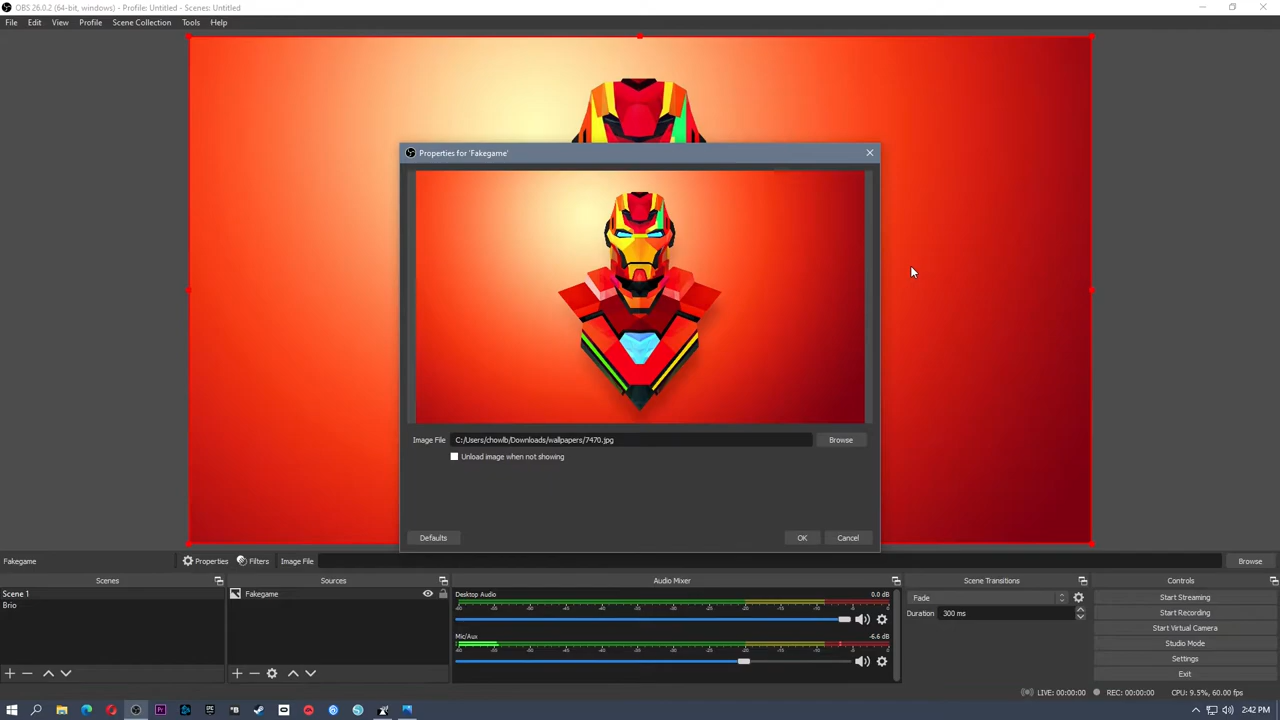 OBS 26.0.2 (64-bit, windows) - Profile: Untitled - Scenes: Untitled
File Edit View Profile Scene Collection Tools Help
Properties for 'Fakegame'
Image File C:/Users/chowlb/Downloads/wallpapers/7470.jpg Browse
Unload image when not showing
Defaults OK Cancel
Fakegame Properties Filters Image File Browse
Scenes Sources Audio Mixer Scene Transitions Controls
Scene 1
Brio
Fakegame
Desktop Audio 0.0 dB
Mic/Aux -6.6 dB
Fade
Duration 300 ms
Start Streaming
Start Recording
Start Virtual Camera
Studio Mode
Settings
Exit
LIVE: 00:00:00 REC: 00:00:00 CPU: 9.5%, 60.00 fps
2:42 PM